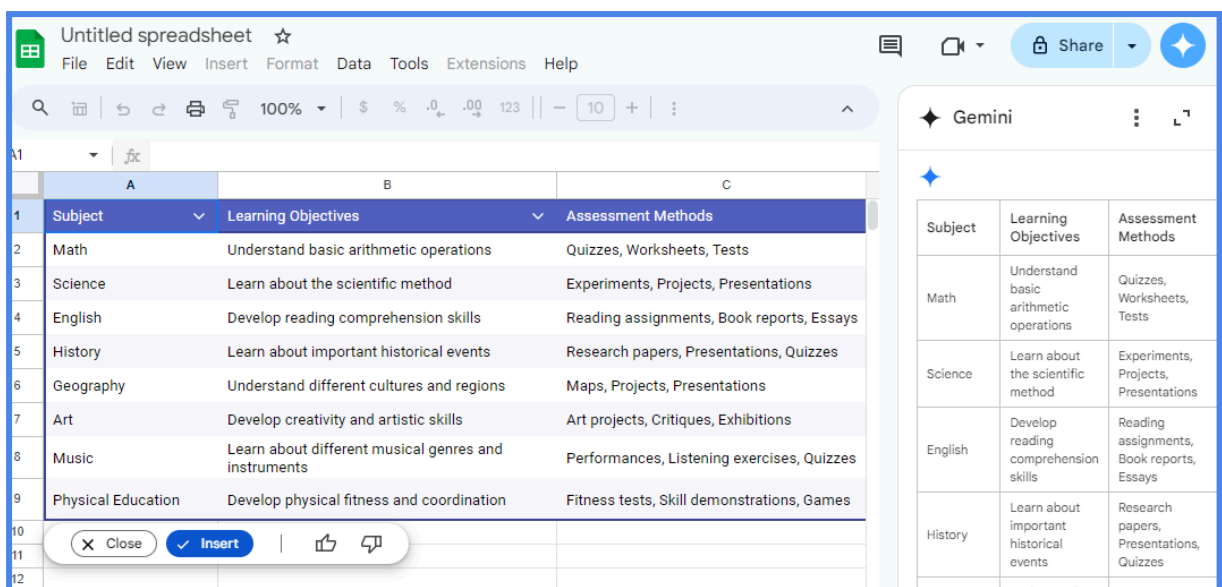 Untitled spreadsheet
File Edit View Insert Format Data Tools Extensions Help
Share
100% $ % .0 .00 123 10
A1 fx
A B C
1 Subject Learning Objectives Assessment Methods
2 Math Understand basic arithmetic operations Quizzes, Worksheets, Tests
3 Science Learn about the scientific method Experiments, Projects, Presentations
4 English Develop reading comprehension skills Reading assignments, Book reports, Essays
5 History Learn about important historical events Research papers, Presentations, Quizzes
6 Geography Understand different cultures and regions Maps, Projects, Presentations
7 Art Develop creativity and artistic skills Art projects, Critiques, Exhibitions
8 Music Learn about different musical genres and
instruments Performances, Listening exercises, Quizzes
9 Physical Education Develop physical fitness and coordination Fitness tests, Skill demonstrations, Games
10
Close Insert
11
12
Gemini
Subject
Learning
Objectives
Assessment
Methods
Math
Understand
basic
arithmetic
operations
Quizzes,
Worksheets,
Tests
Science
Learn about
the scientific
method
Experiments,
Projects,
Presentations
English
Develop
reading
comprehension
skills
Reading
assignments,
Book reports,
Essays
History
Learn about
important
historical
events
Research
papers,
Presentations,
Quizzes